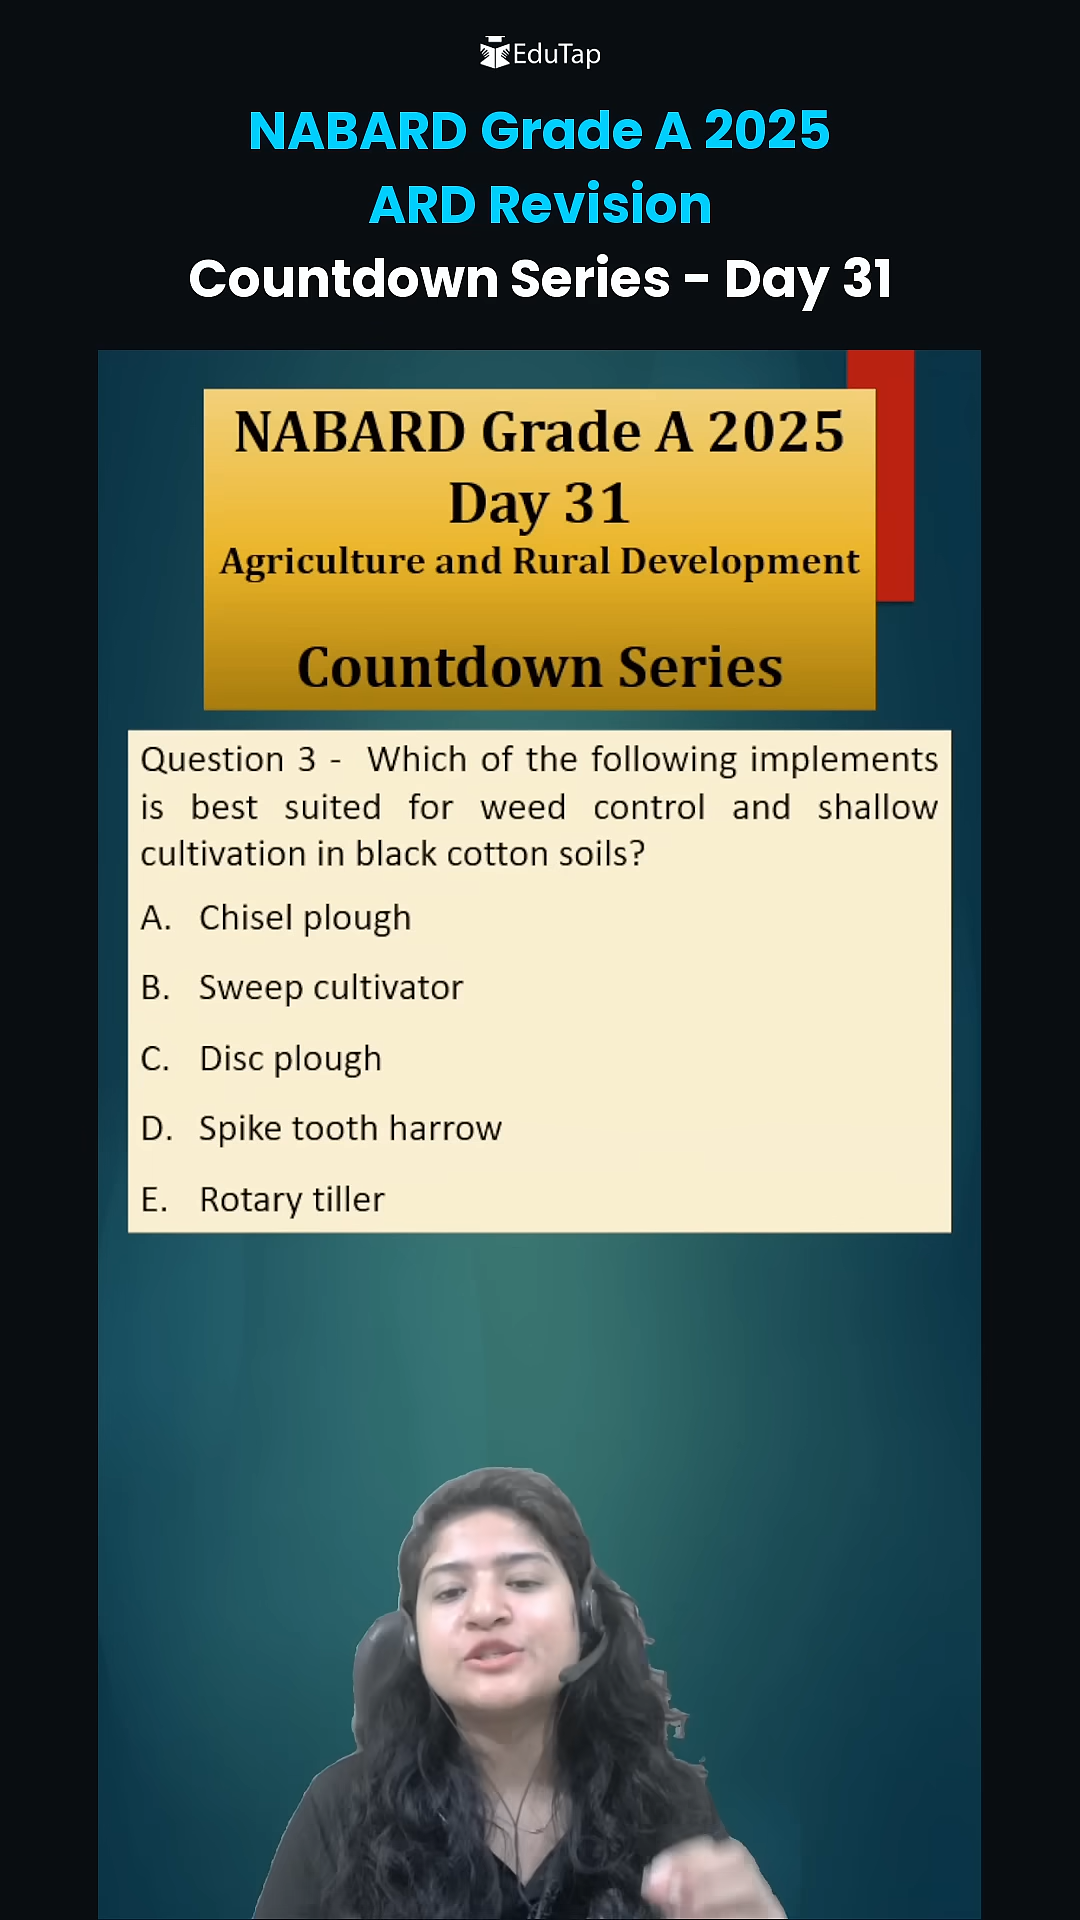 EduTap
NABARD Grade A 2025
ARD Revision
Countdown Series - Day 31
NABARD Grade A 2025
Day 31
Agriculture and Rural Development
Countdown Series
Question 3 - Which of the following implements
is best suited for weed control and shallow
cultivation in black cotton soils?
A. Chisel plough
B. Sweep cultivator
C. Disc plough
D. Spike tooth harrow
E. Rotary tiller